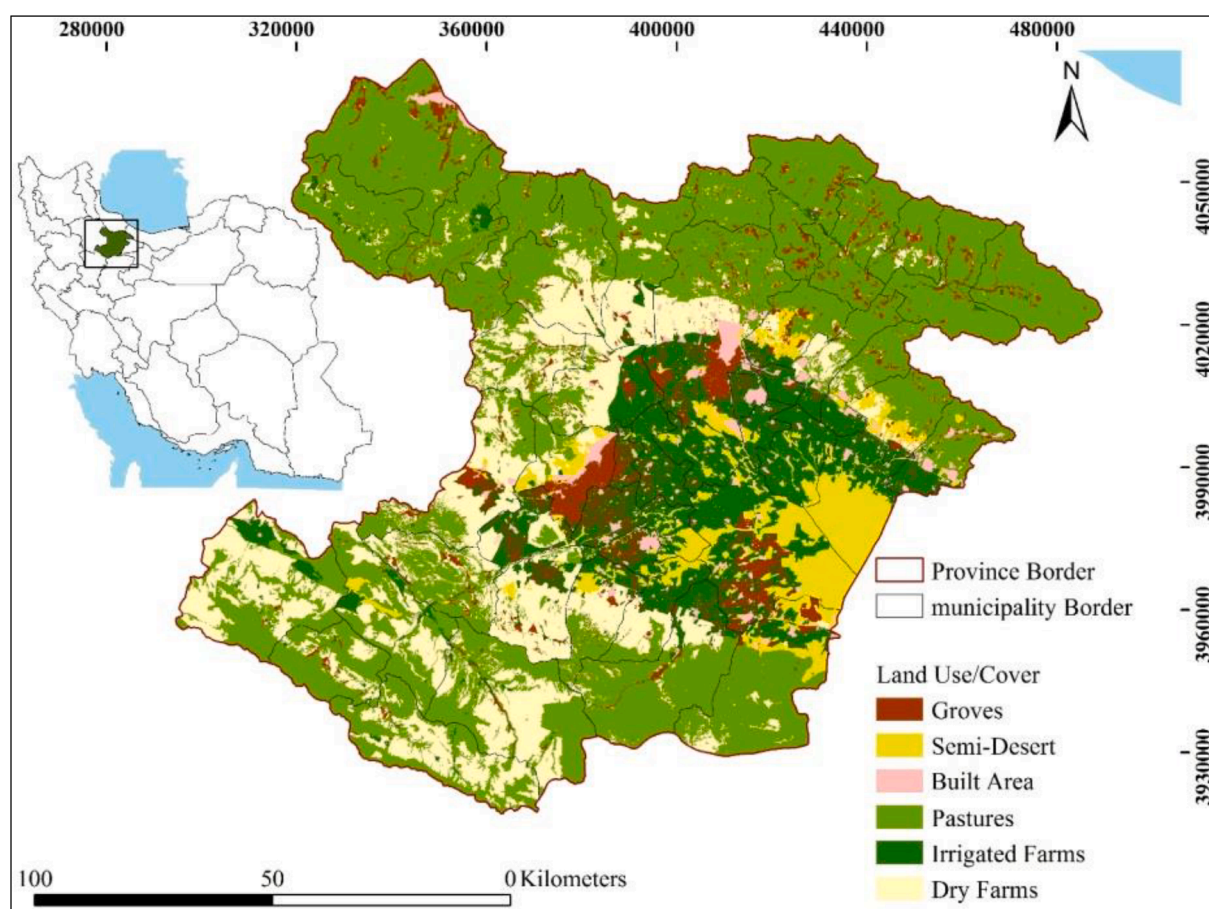 280000 320000 360000 400000 440000 480000
N
4050000
4020000
3990000
3960000
3930000
Province Border
municipality Border
Land Use/Cover
Groves
Semi-Desert
Built Area
Pastures
Irrigated Farms
Dry Farms
100 50 0 Kilometers